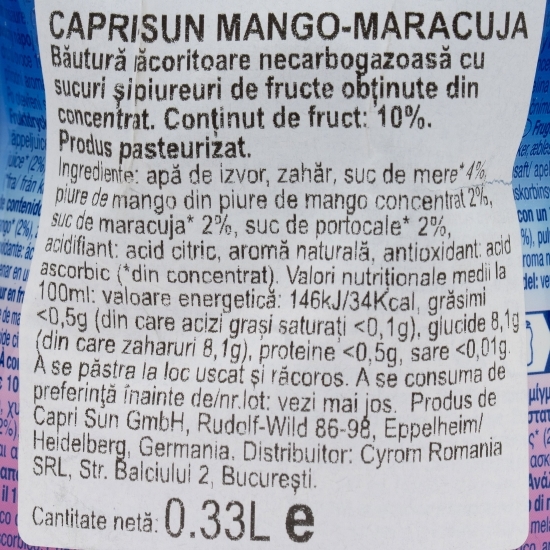 CAPRISUN MANGO-MARACUJA
Băutură răcoritoare necarbogazoasă cu
sucuri și piureuri de fructe obținute din
concentrat. Conținut de fruct: 10%.
Produs pasteurizat.
Ingrediente: apă de izvor, zahăr, suc de mere* 4%,
piure de mango din piure de mango concentrat 2%,
suc de maracuja* 2%, suc de portocale* 2%,
acidifiant: acid citric, aromă naturală, antioxidant: acid
ascorbic (*din concentrat). Valori nutriționale medii la
100ml: valoare energetică: 146kJ/34Kcal, grăsimi
<0,5g (din care acizi grași saturați <0,1g), glucide 8,1g
(din care zaharuri 8,1g), proteine <0,5g, sare <0,01g.
A se păstra la loc uscat și răcoros. A se consuma de
preferință înainte de/nr.lot: vezi mai jos. Produs de
Capri Sun GmbH, Rudolf-Wild 86-98, Eppelheim/
Heidelberg, Germania. Distribuitor: Cyrom Romania
SRL, Str. Balciului 2, București.
Cantitate netă: 0.33L e